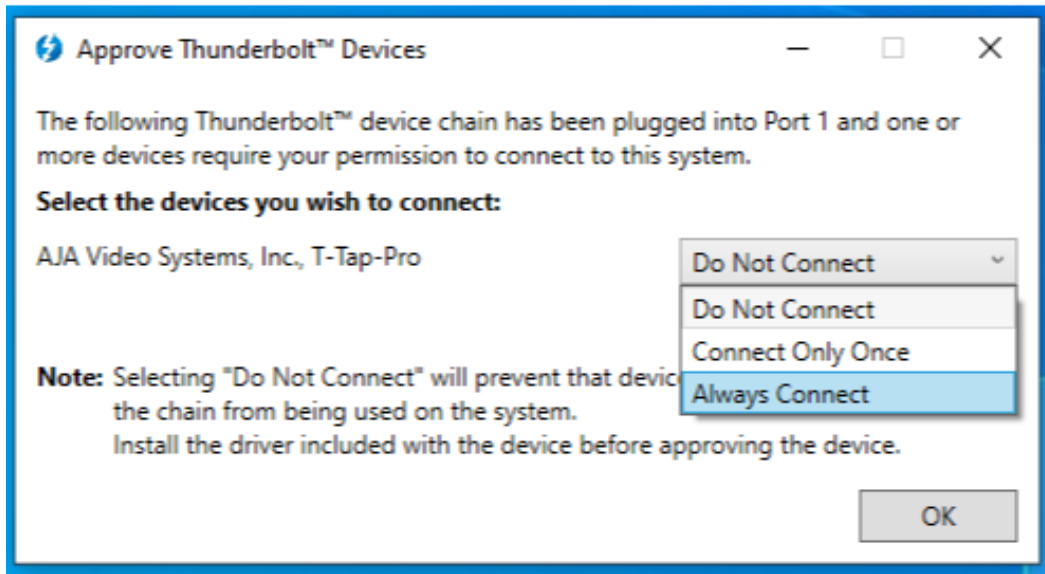 Approve Thunderbolt™ Devices
The following Thunderbolt™ device chain has been plugged into Port 1 and one or
more devices require your permission to connect to this system.
Select the devices you wish to connect:
AJA Video Systems, Inc., T-Tap-Pro
Do Not Connect
Do Not Connect
Connect Only Once
Always Connect
Note: Selecting "Do Not Connect" will prevent that
the chain from being used on the system.
Install the driver included with the device before approving the device.
OK